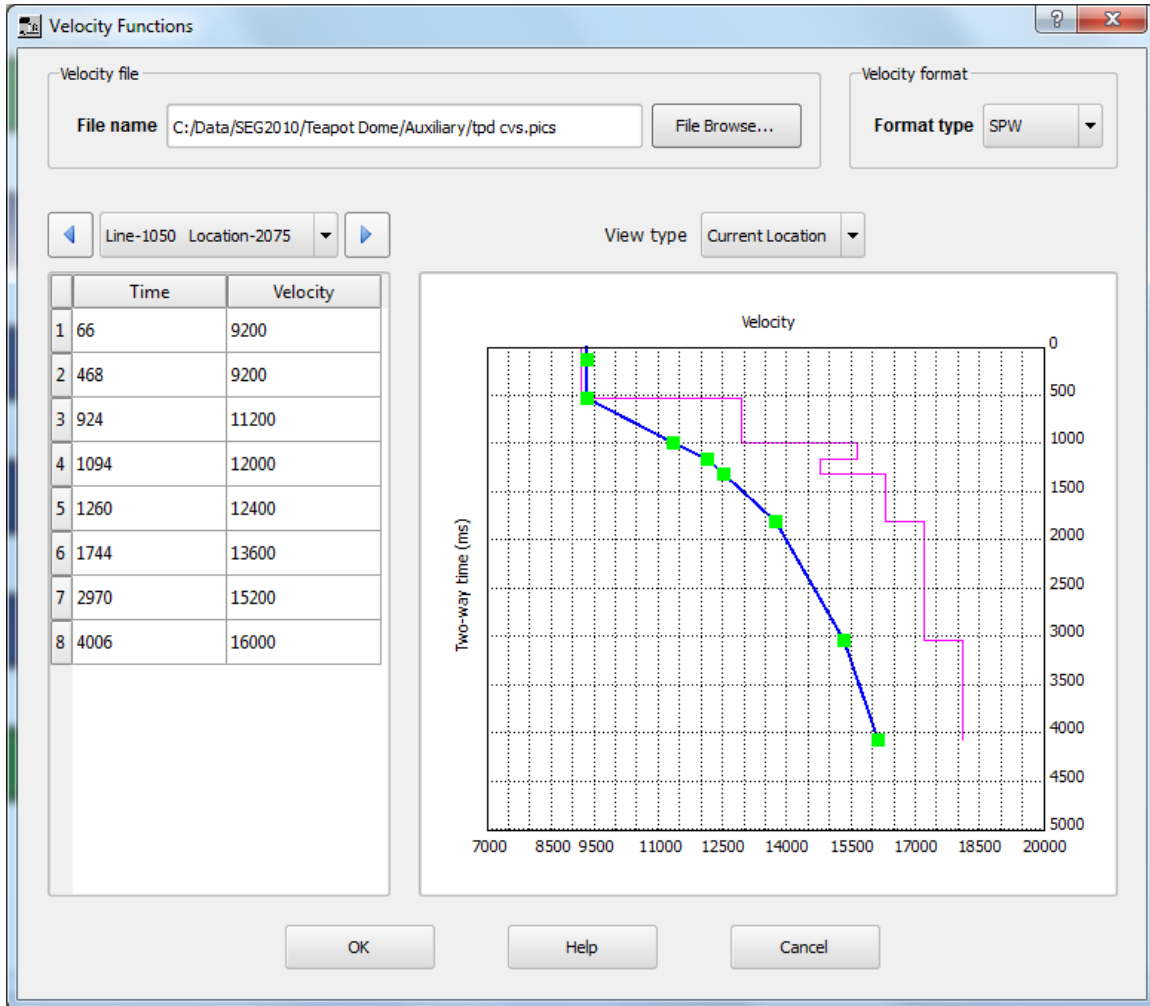 Velocity Functions
Velocity file
File name C:/Data/SEG2010/Teapot Dome/Auxiliary/tpd cvs.pics File Browse...
Velocity format
Format type SPW
Line-1050 Location-2075
View type Current Location
Time Velocity
1 66 9200
2 468 9200
3 924 11200
4 1094 12000
5 1260 12400
6 1744 13600
7 2970 15200
8 4006 16000
Velocity
Two-way time (ms)
0
500
1000
1500
2000
2500
3000
3500
4000
4500
5000
7000 8500 9500 11000 12500 14000 15500 17000 18500 20000
OK Help Cancel